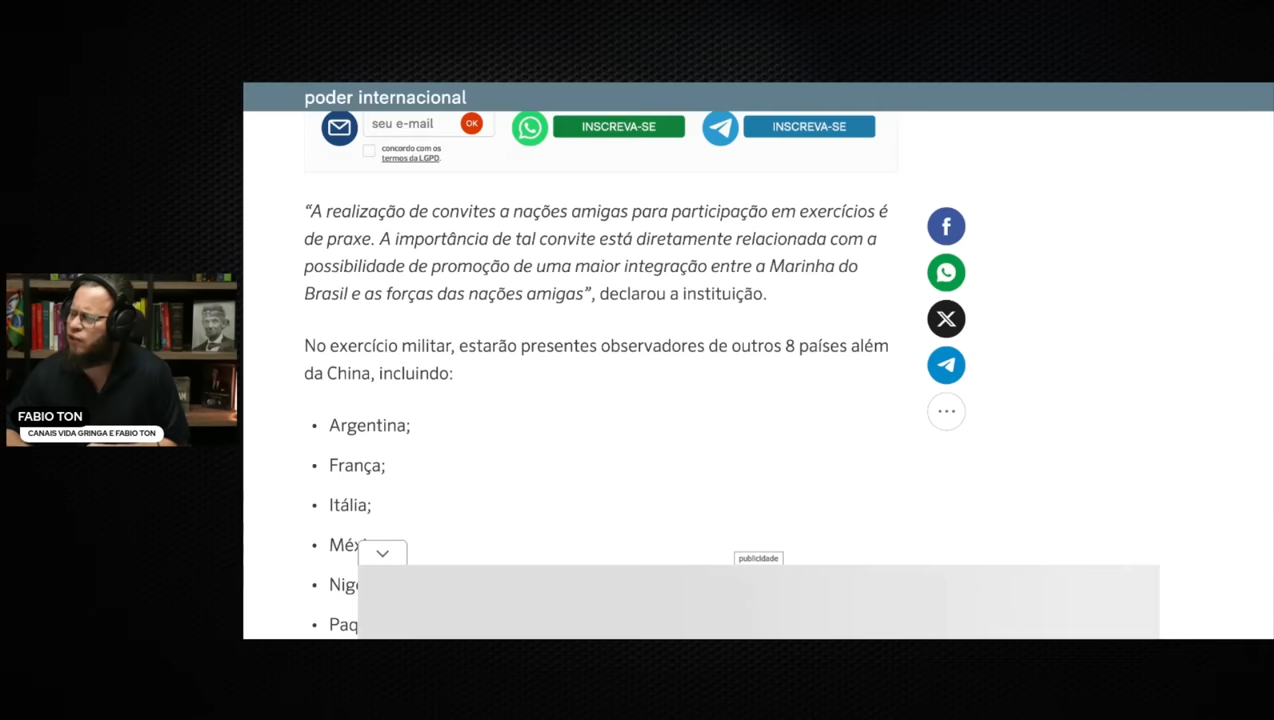 poder internacional
seu e-mail
OK
INSCREVA-SE
INSCREVA-SE
concordo com os
termos da LGPD.
“A realização de convites a nações amigas para participação em exercícios é
de praxe. A importância de tal convite está diretamente relacionada com a
possibilidade de promoção de uma maior integração entre a Marinha do
Brasil e as forças das nações amigas”, declarou a instituição.
No exercício militar, estarão presentes observadores de outros 8 países além
da China, incluindo:
• Argentina;
• França;
• Itália;
• Méx
• Nig
• Paq
publicidade
FABIO TON
CANAIS VIDA GRINGA E FABIO TON